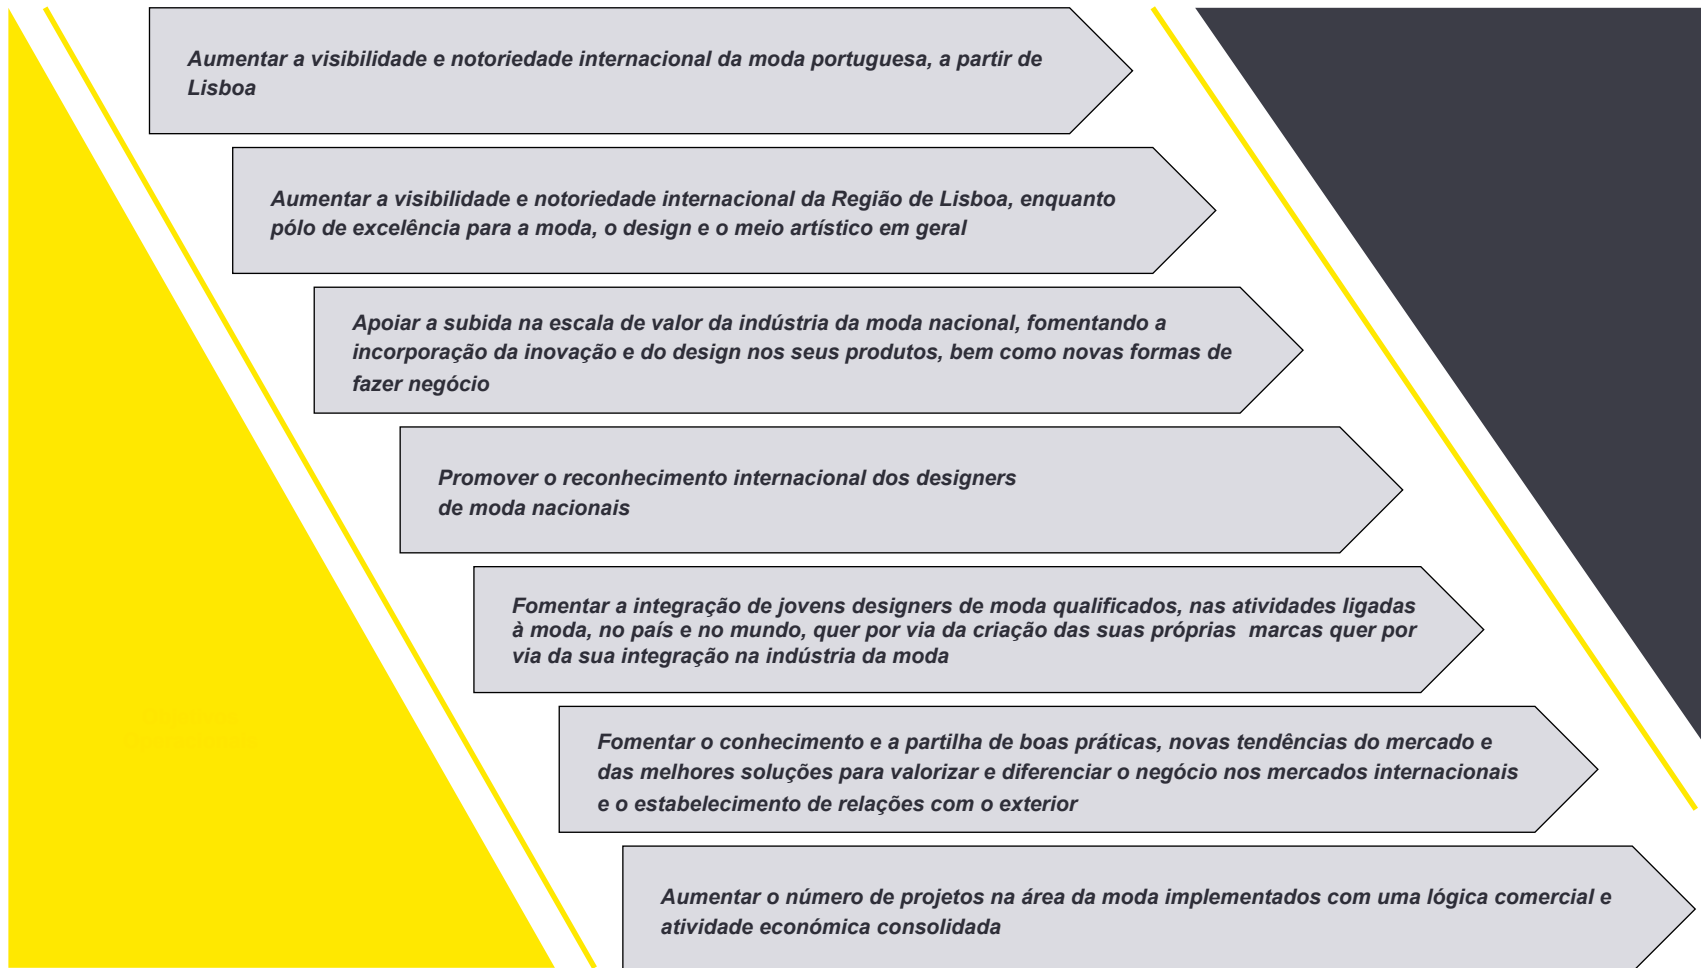 Aumentar a visibilidade e notoriedade internacional da moda portuguesa, a partir de
Lisboa
Aumentar a visibilidade e notoriedade internacional da Região de Lisboa, enquanto
pólo de excelência para a moda, o design e o meio artístico em geral
Apoiar a subida na escala de valor da indústria da moda nacional, fomentando a
incorporação da inovação e do design nos seus produtos, bem como novas formas de
fazer negócio
Promover o reconhecimento internacional dos designers
de moda nacionais
Fomentar a integração de jovens designers de moda qualificados, nas atividades ligadas
à moda, no país e no mundo, quer por via da criação das suas próprias  marcas quer por
via da sua integração na indústria da moda
Fomentar o conhecimento e a partilha de boas práticas, novas tendências do mercado e
das melhores soluções para valorizar e diferenciar o negócio nos mercados internacionais
e o estabelecimento de relações com o exterior
Aumentar o número de projetos na área da moda implementados com uma lógica comercial e
atividade económica consolidada